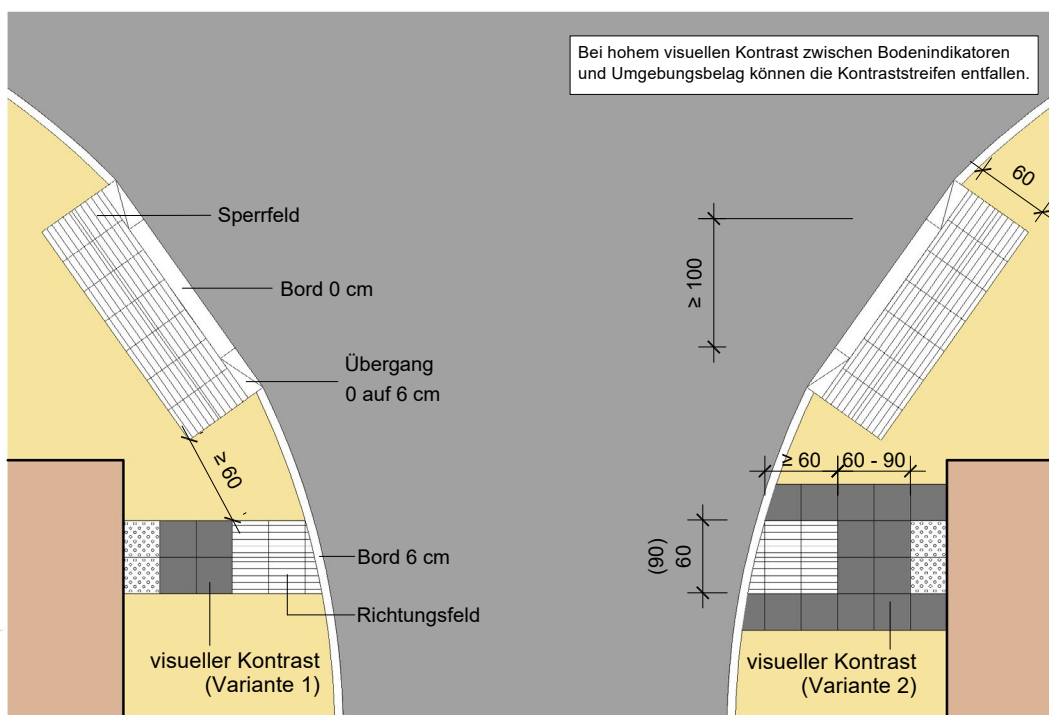 Bei hohem visuellen Kontrast zwischen Bodenindikatoren
und Umgebungsbelag können die Kontraststreifen entfallen.
60
Sperrfeld
≥ 100
Bord 0 cm
Übergang
0 auf 6 cm
≥ 60
≥ 60
60 - 90
(90)
60
Bord 6 cm
Richtungsfeld
visueller Kontrast
(Variante 1)
visueller Kontrast
(Variante 2)